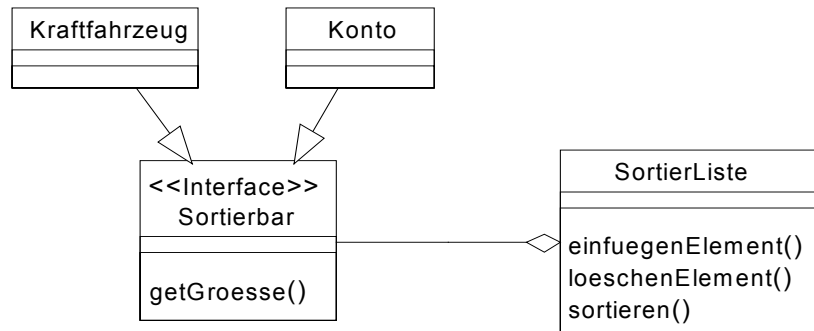 Kraftfahrzeug
Konto
<<Interface>>
Sortierbar
getGroesse()
SortierListe
einfuegenElement()
loeschenElement()
sortieren()